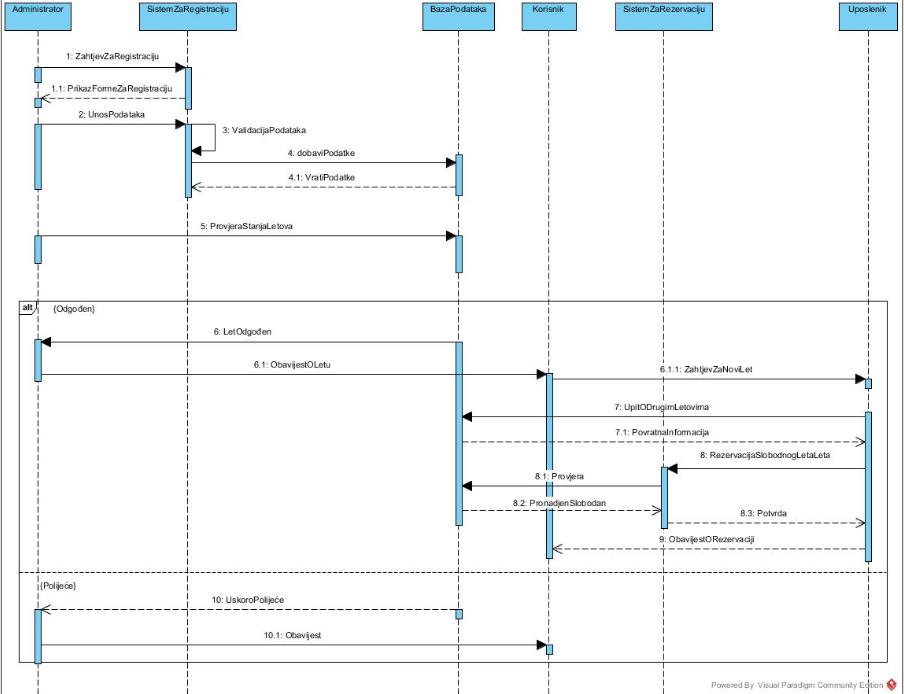 Administrator
SistemZaRegistraciju
BazaPodataka
Korisnik
SistemZaRezervaciju
Uposlenik
1: ZahtjevZaRegistraciju
1.1: PrikazFormeZaRegistraciju
2: UnosPodataka
3: ValidacijaPodataka
4: dobaviPodatke
4.1: VratiPodatke
5: ProvjeraStanjaLetova
alt
{Odgođen}
6: LetOdgođen
6.1: ObavijestOLetu
6.1.1: ZahtjevZaNoviLet
7: UpitODrugimLetovima
7.1: PovratnaInformacija
8: RezervacijaSlobodnogLetaLeta
8.1: Provjera
8.2: PronadjenSlobodan
8.3: Potvrda
9: ObavijestORezervaciji
{Polijeće}
10: UskoroPolijeće
10.1: Obavijest
Powered By Visual Paradigm Community Edition